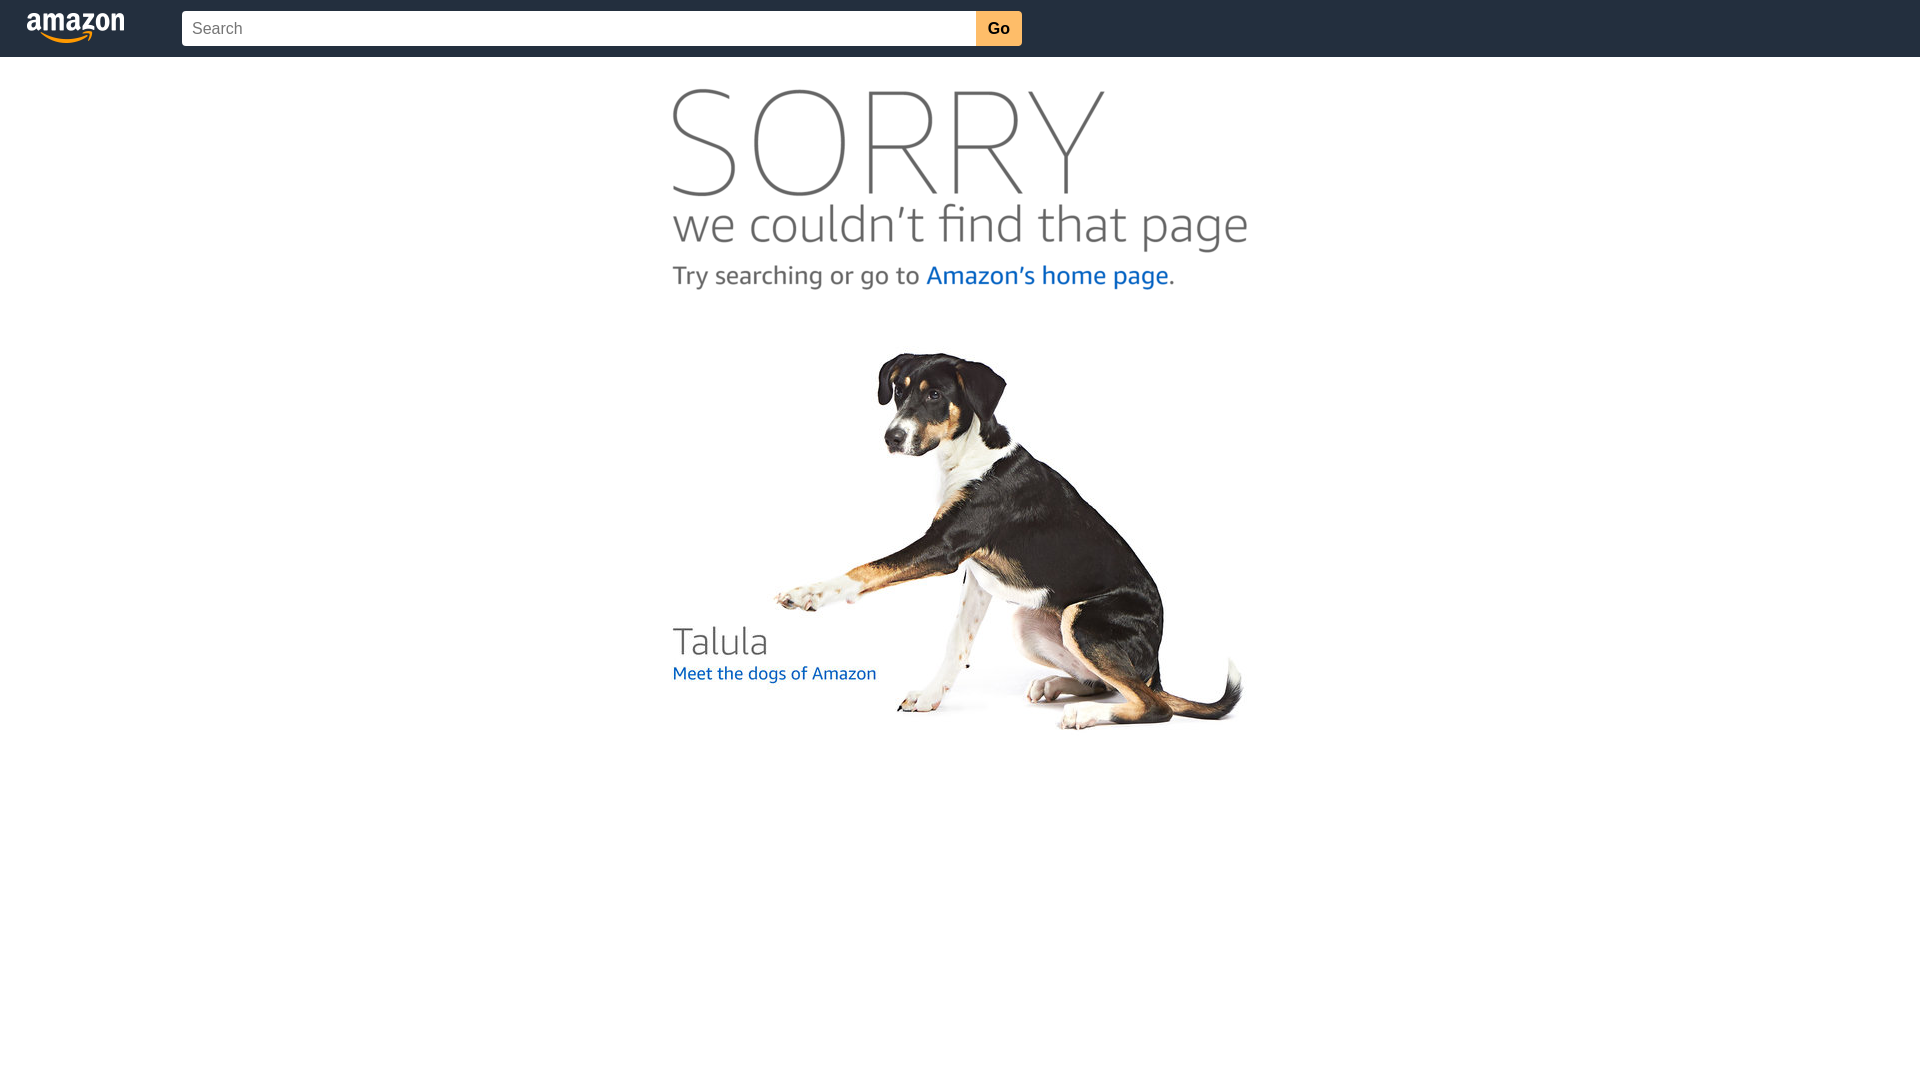 amazon
Search
Go
SORRY
we couldn't find that page
Try searching or go to Amazon's home page.
Talula
Meet the dogs of Amazon